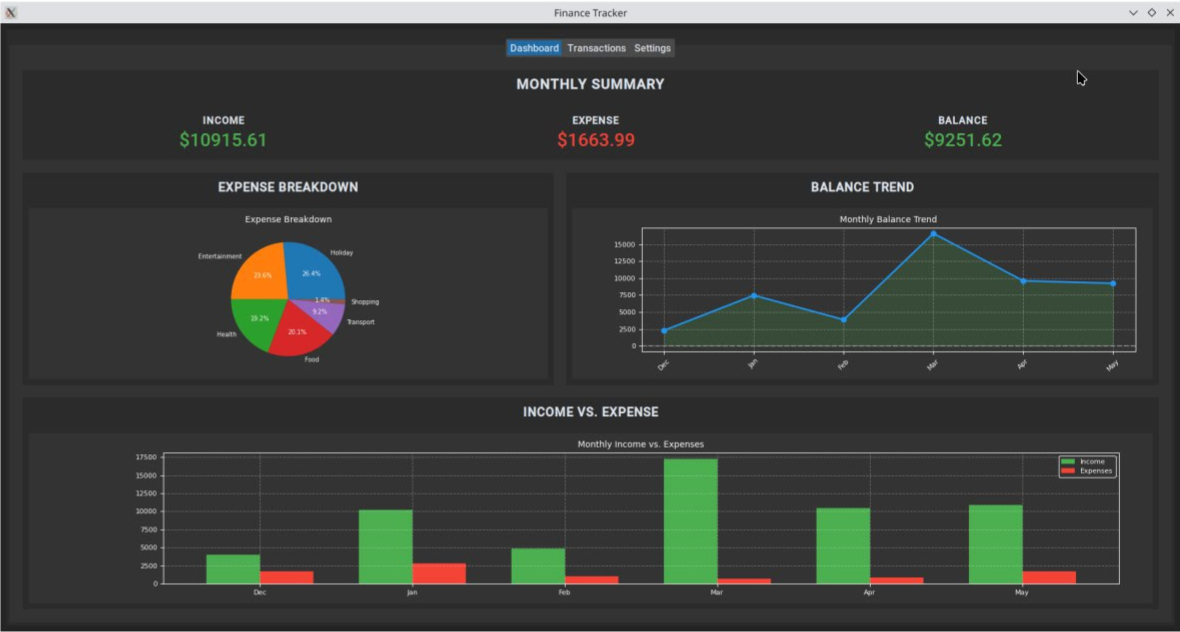 Finance Tracker
Dashboard Transactions Settings
MONTHLY SUMMARY
INCOME EXPENSE BALANCE
$10915.61 $1663.99 $9251.62
EXPENSE BREAKDOWN
Expense Breakdown
Holiday
Entertainment
23.6%
26.4%
1.4%
Shopping
9.2%
Transport
19.2%
20.1%
Health
Food
BALANCE TREND
Monthly Balance Trend
15000
12500
10000
7500
5000
2500
0
Dec Jan Feb Mar Apr May
INCOME VS. EXPENSE
Monthly Income vs. Expenses
17500
15000
12500
10000
7500
5000
2500
0
Income
Expenses
Dec Jan Feb Mar Apr May